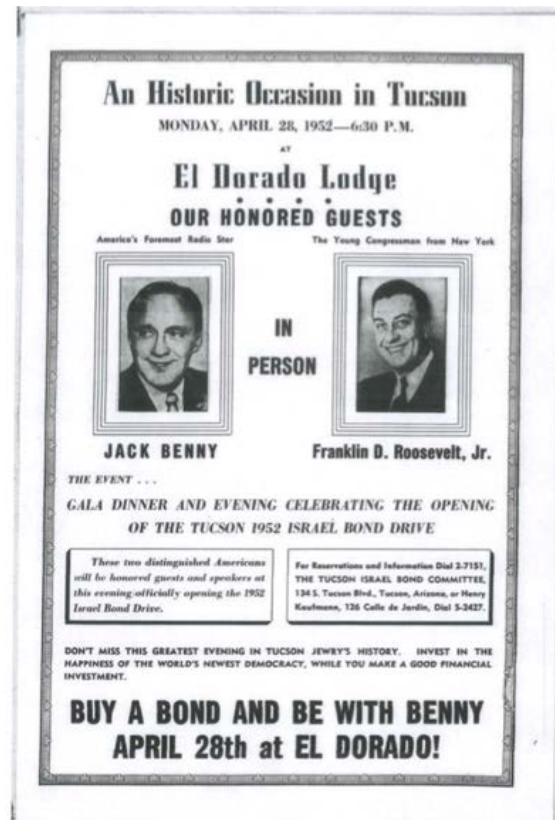 An Historic Occasion in Tucson
MONDAY, APRIL 28, 1952—6:30 P.M.
AT
El Dorado Lodge
OUR HONORED GUESTS
America's Foremost Radio Star
The Young Congressman from New York
IN
PERSON
JACK BENNY
Franklin D. Roosevelt, Jr.
THE EVENT . . .
GALA DINNER AND EVENING CELEBRATING THE OPENING
OF THE TUCSON 1952 ISRAEL BOND DRIVE
These two distinguished Americans
will be honored guests and speakers at
this evening officially opening the 1952
Israel Bond Drive.
For Reservations and Information Dial 2-7151,
THE TUCSON ISRAEL BOND COMMITTEE,
134 S. Tucson Blvd., Tucson, Arizona, or Henry
Kaufmann, 126 Calle de Jardin, Dial 5-2427.
DON'T MISS THIS GREATEST EVENING IN TUCSON JEWRY'S HISTORY. INVEST IN THE
HAPPINESS OF THE WORLD'S NEWEST DEMOCRACY, WHILE YOU MAKE A GOOD FINANCIAL
INVESTMENT.
BUY A BOND AND BE WITH BENNY
APRIL 28th at EL DORADO!